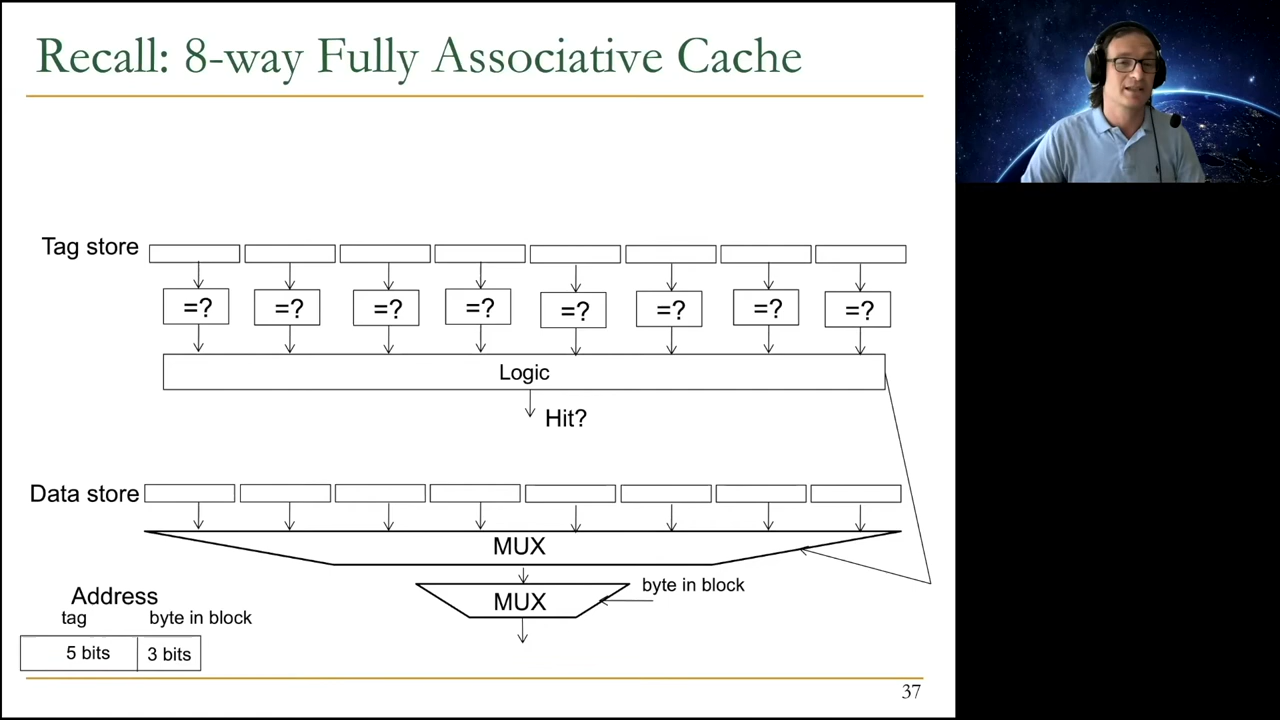 Recall: 8-way Fully Associative Cache
Tag store
=? =? =? =? =? =? =? =?
Logic
Hit?
Data store
MUX
byte in block
MUX
Address
tag byte in block
5 bits 3 bits
37